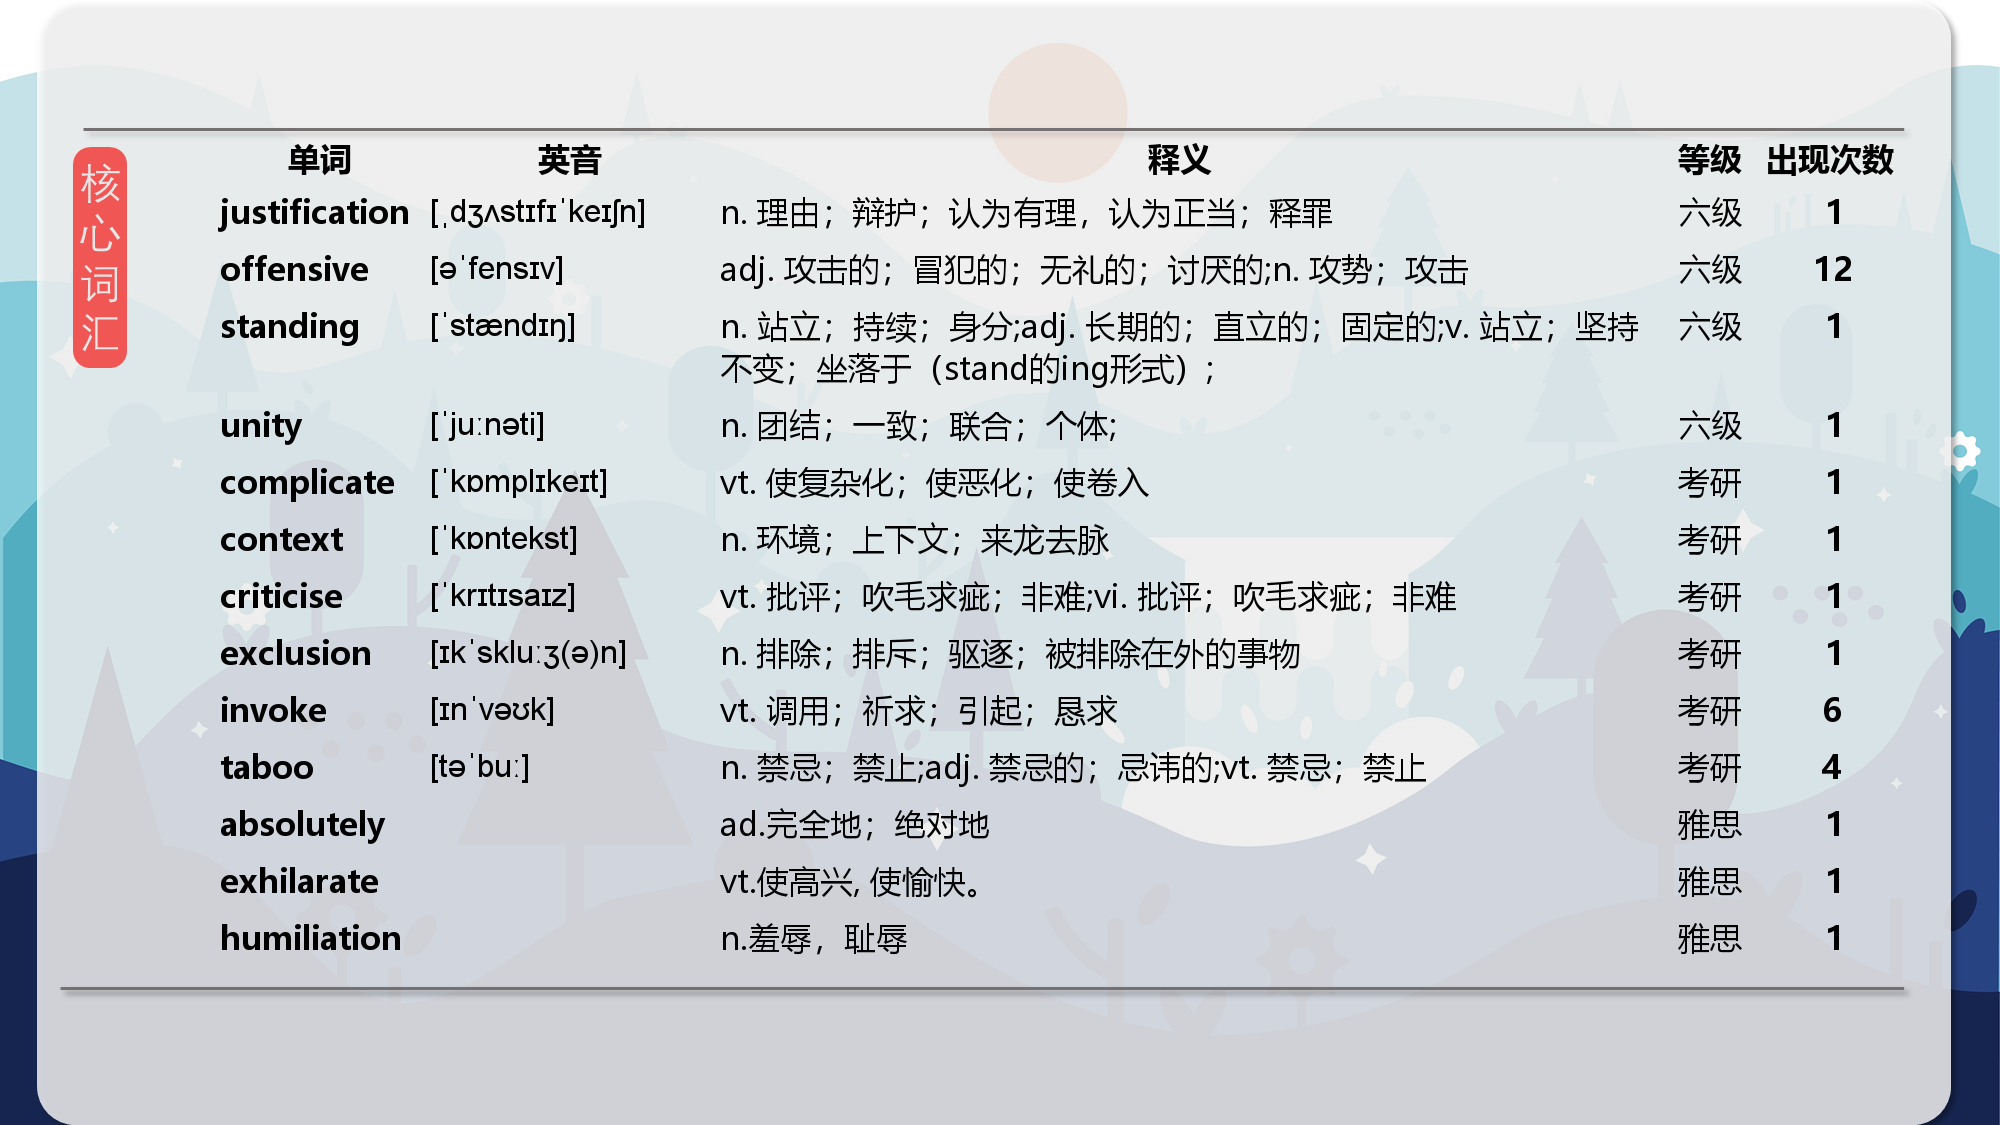 核心词汇
单词 英音 释义 等级 出现次数
justification [ˌdʒʌstɪfɪˈkeɪʃn] n. 理由；辩护；认为有理，认为正当；释罪 六级 1
offensive [əˈfensɪv] adj. 攻击的；冒犯的；无礼的；讨厌的;n. 攻势；攻击 六级 12
standing [ˈstændɪŋ] n. 站立；持续；身分;adj. 长期的；直立的；固定的;v. 站立；坚持 六级 1
不变；坐落于（stand的ing形式）;
unity [ˈjuːnəti] n. 团结；一致；联合；个体; 六级 1
complicate [ˈkɒmplɪkeɪt] vt. 使复杂化；使恶化；使卷入 考研 1
context [ˈkɒntekst] n. 环境；上下文；来龙去脉 考研 1
criticise [ˈkrɪtɪsaɪz] vt. 批评；吹毛求疵；非难;vi. 批评；吹毛求疵；非难 考研 1
exclusion [ɪkˈskluːʒ(ə)n] n. 排除；排斥；驱逐；被排除在外的事物 考研 1
invoke [ɪnˈvəʊk] vt. 调用；祈求；引起；恳求 考研 6
taboo [təˈbuː] n. 禁忌；禁止;adj. 禁忌的；忌讳的;vt. 禁忌；禁止 考研 4
absolutely ad.完全地；绝对地 雅思 1
exhilarate vt.使高兴, 使愉快。 雅思 1
humiliation n.羞辱，耻辱 雅思 1